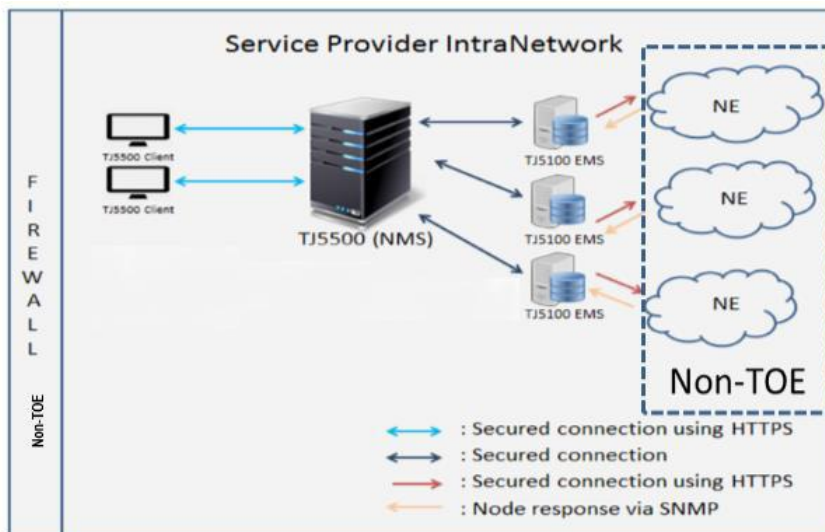 Service Provider IntraNetwork
FIREWALL
Non-TOE
TJ5500 Client
TJ5500 Client
TJ5500 (NMS)
TJ5100 EMS
TJ5100 EMS
TJ5100 EMS
NE
NE
NE
Non-TOE
: Secured connection using HTTPS
: Secured connection
: Secured connection using HTTPS
: Node response via SNMP